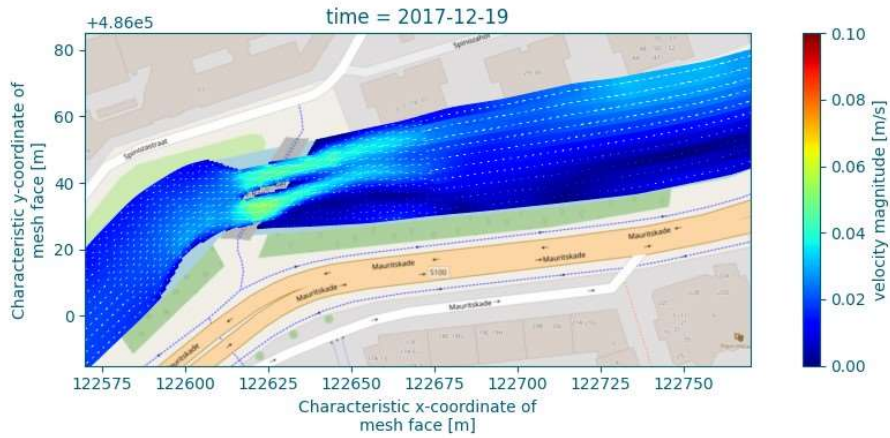 time = 2017-12-19
+4.86e5
80
60
40
20
0
Characteristic y-coordinate of
mesh face [m]
Spinozahof
Spinozastraat
Mauritskade
Mauritskade
Mauritskade
S100
Mauritskade
Mauritskade
Mauritskade
122575
122600
122625
122650
122675
122700
122725
122750
Characteristic x-coordinate of
mesh face [m]
0.10
0.08
0.06
0.04
0.02
0.00
velocity magnitude [m/s]